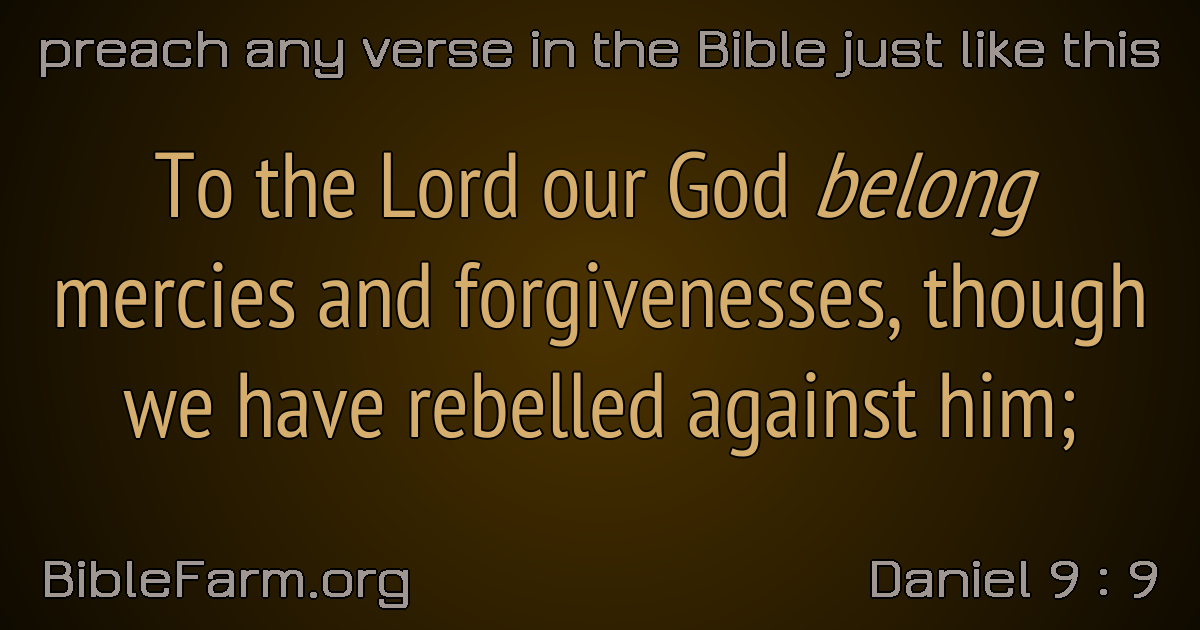 preach any verse in the Bible just like this
To the Lord our God belong
mercies and forgivenesses, though
we have rebelled against him;
BibleFarm.org
Daniel 9 : 9